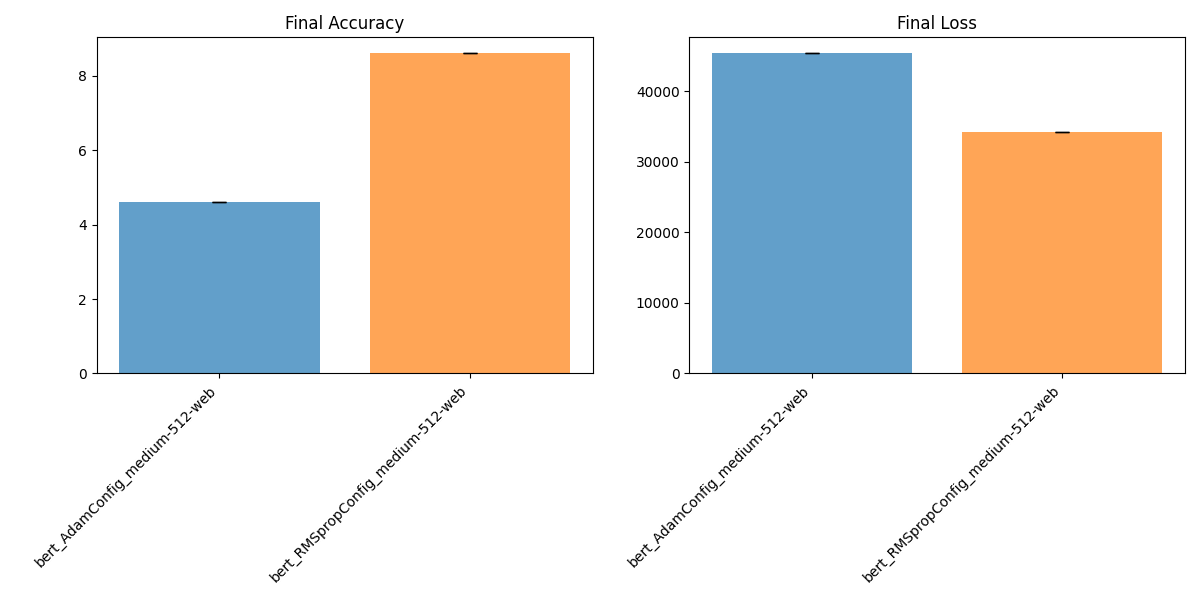 Final Accuracy
8
6
4
2
0
bert_AdamConfig_medium-512-web
bert_RMSpropConfig_medium-512-web
Final Loss
40000
30000
20000
10000
0
bert_AdamConfig_medium-512-web
bert_RMSpropConfig_medium-512-web